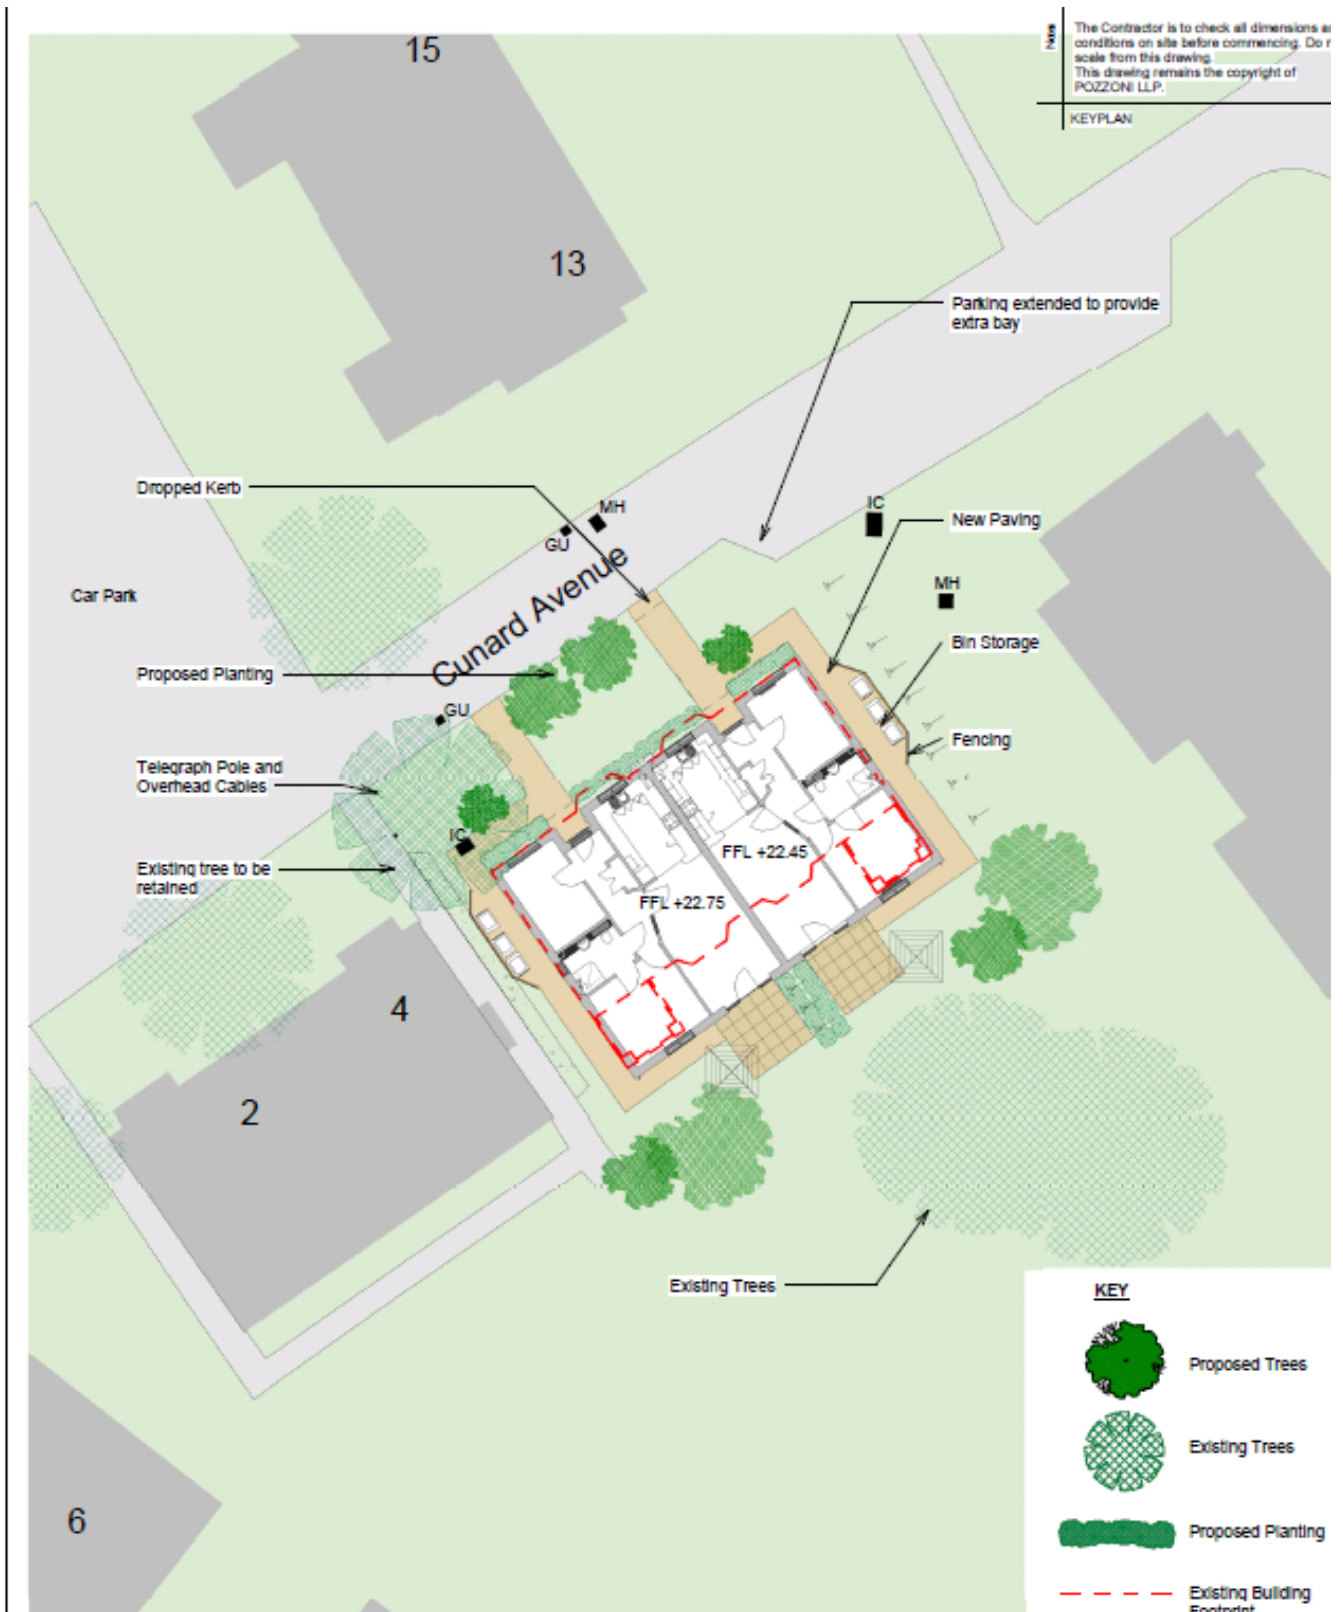 15
Notes
The Contractor is to check all dimensions
conditions on site before commencing. Do
scale from this drawing.
This drawing remains the copyright of
POZZONI LLP.
KEYPLAN
13
Parking extended to provide
extra bay
Dropped Kerb
MH
GU
IC
New Paving
Cunard Avenue
Car Park
MH
Bin Storage
Proposed Planting
GU
Fencing
Telegraph Pole and
Overhead Cables
IC
FFL +22.45
Existing tree to be
retained
FFL +22.75
4
2
Existing Trees
KEY
Proposed Trees
Existing Trees
6
Proposed Planting
Existing Building
Footprint